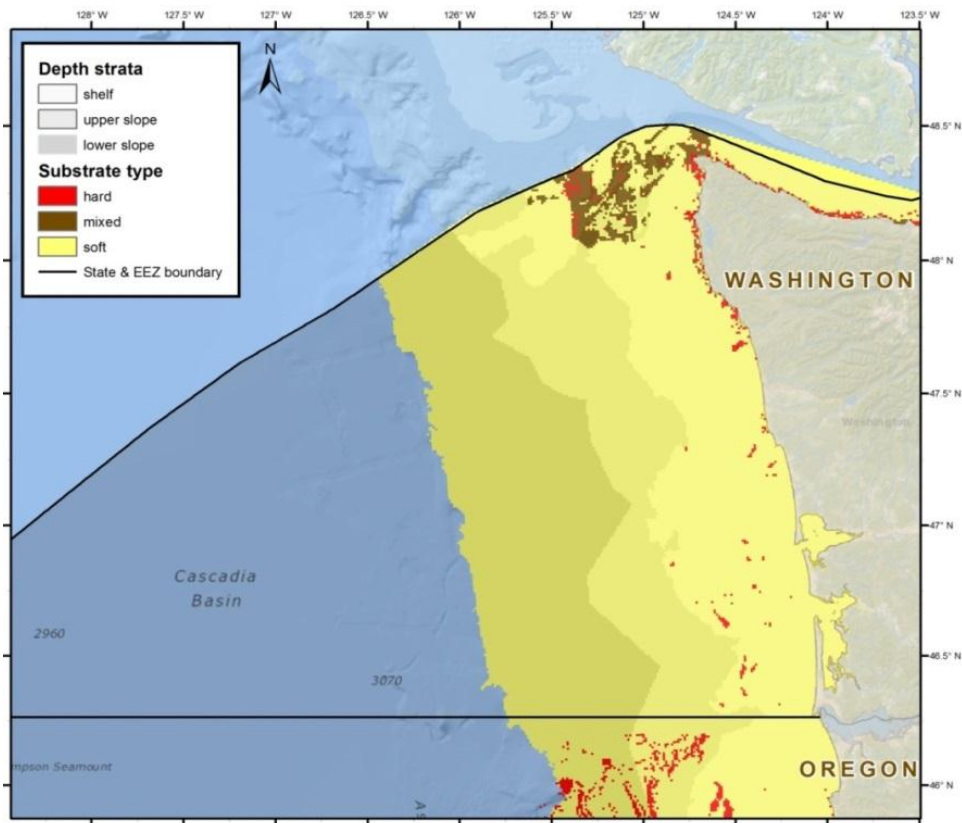 128° W 127.5° W 127° W 126.5° W 126° W 125.5° W 125° W 124.5° W 124° W 123.5° W
N
Depth strata
shelf
upper slope
lower slope
Substrate type
hard
mixed
soft
State & EEZ boundary
48.5° N
48° N
WASHINGTON
47.5° N
Washington
47° N
Cascadia
Basin
2960
46.5° N
3070
mpson Seamount
OREGON
46° N
A s